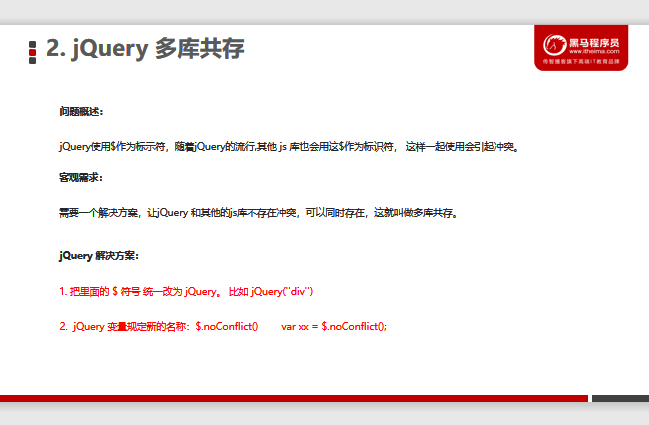 2. jQuery 多库共存
黑马程序员
www.itheima.com
传智播客旗下高端IT教育品牌
问题概述：
jQuery使用$作为标示符，随着jQuery的流行,其他 js 库也会用这$作为标识符， 这样一起使用会引起冲突。
客观需求：
需要一个解决方案，让jQuery 和其他的js库不存在冲突，可以同时存在，这就叫做多库共存。
jQuery 解决方案：
1. 把里面的 $ 符号 统一改为 jQuery。 比如 jQuery(''div'')
2. jQuery 变量规定新的名称：$.noConflict() var xx = $.noConflict();